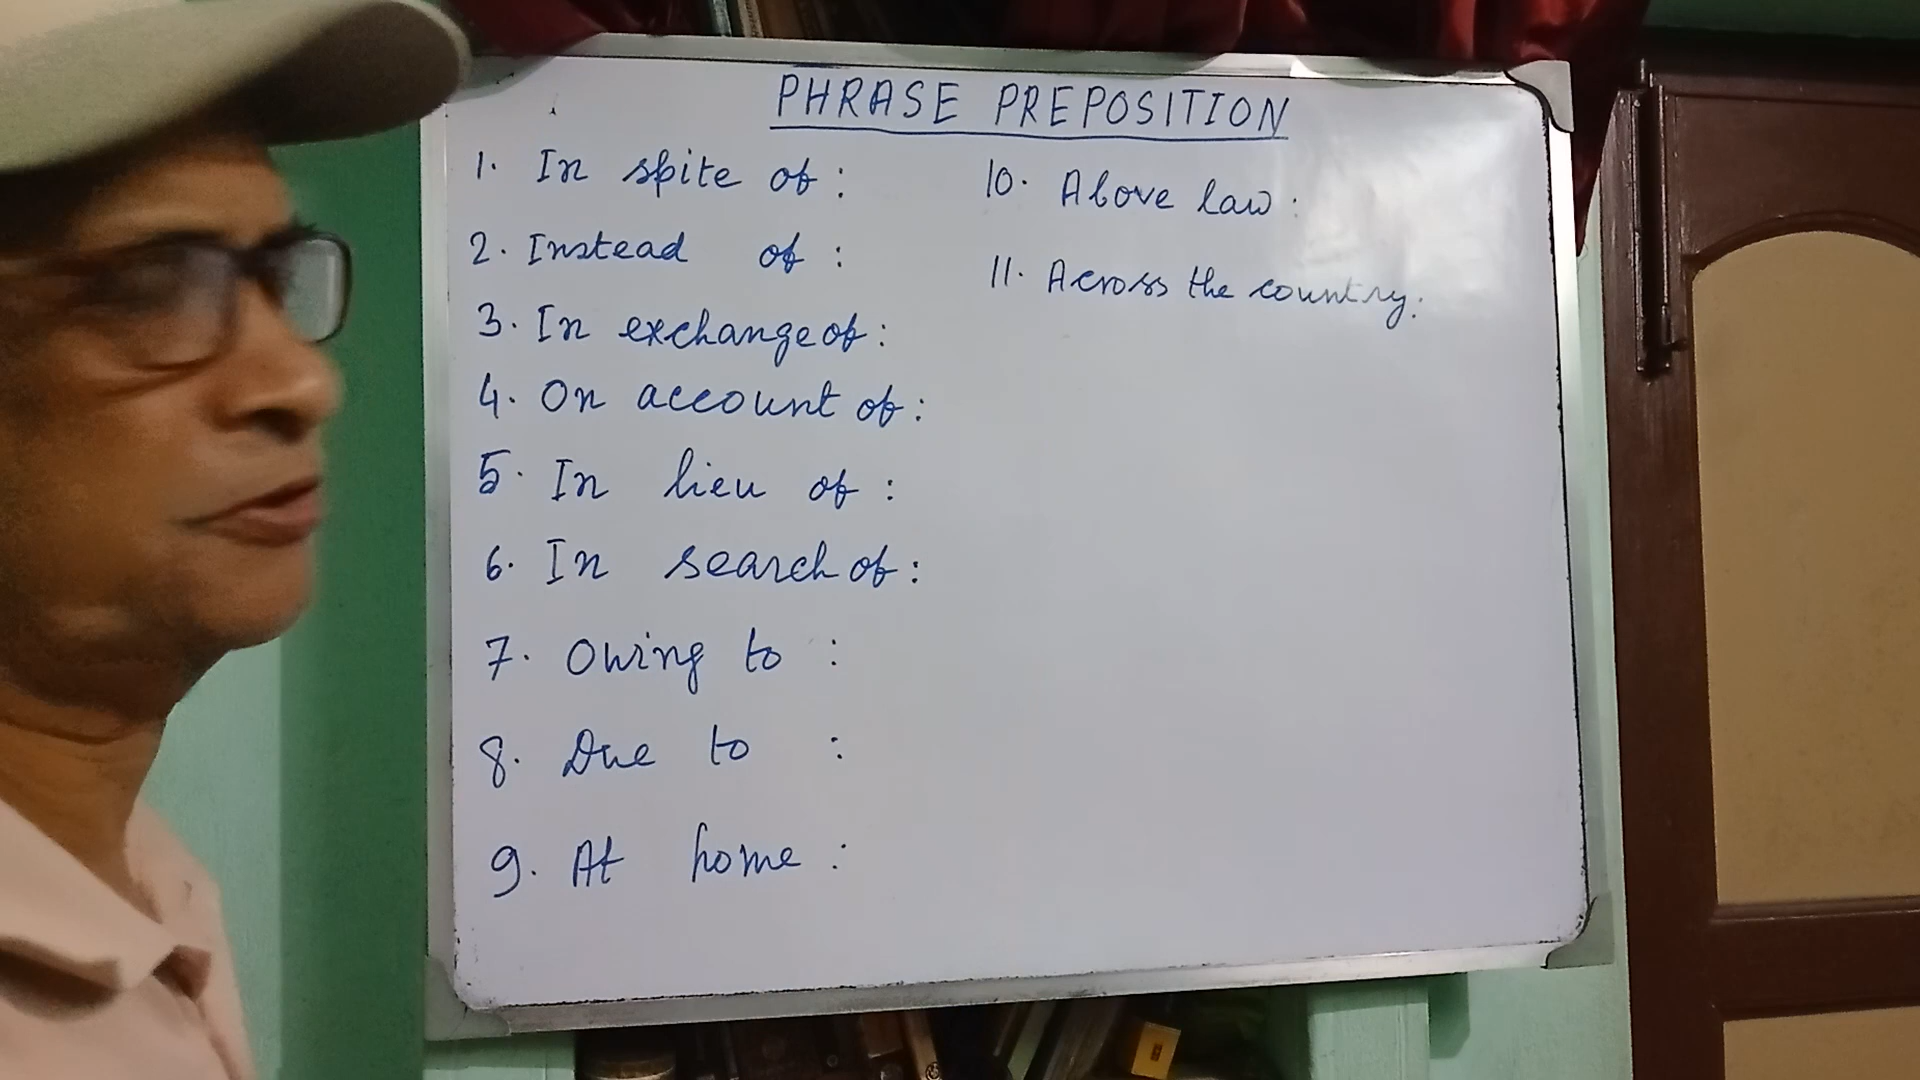 PHRASE PREPOSITION
1. In spite of :
2. Instead of :
3. In exchange of :
4. On account of :
5. In lieu of :
6. In search of :
7. Owing to :
8. Due to :
9. At home :
10. Above law :
11. Across the country :